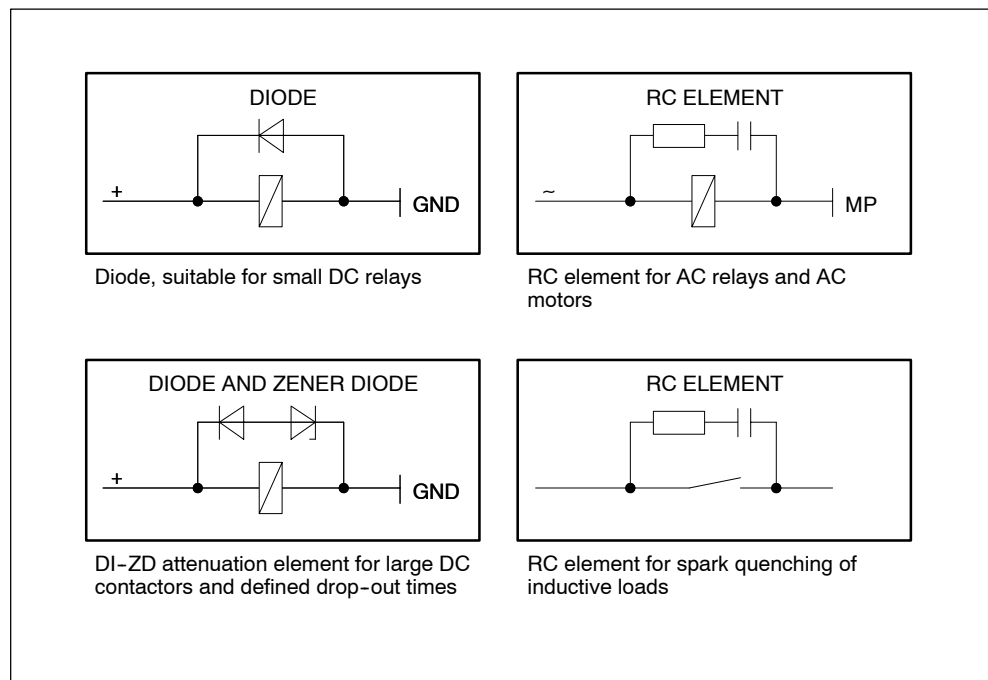 DIODE
+
GND
Diode, suitable for small DC relays
RC ELEMENT
~
MP
RC element for AC relays and AC
motors
DIODE AND ZENER DIODE
+
GND
DI-ZD attenuation element for large DC
contactors and defined drop-out times
RC ELEMENT
RC element for spark quenching of
inductive loads